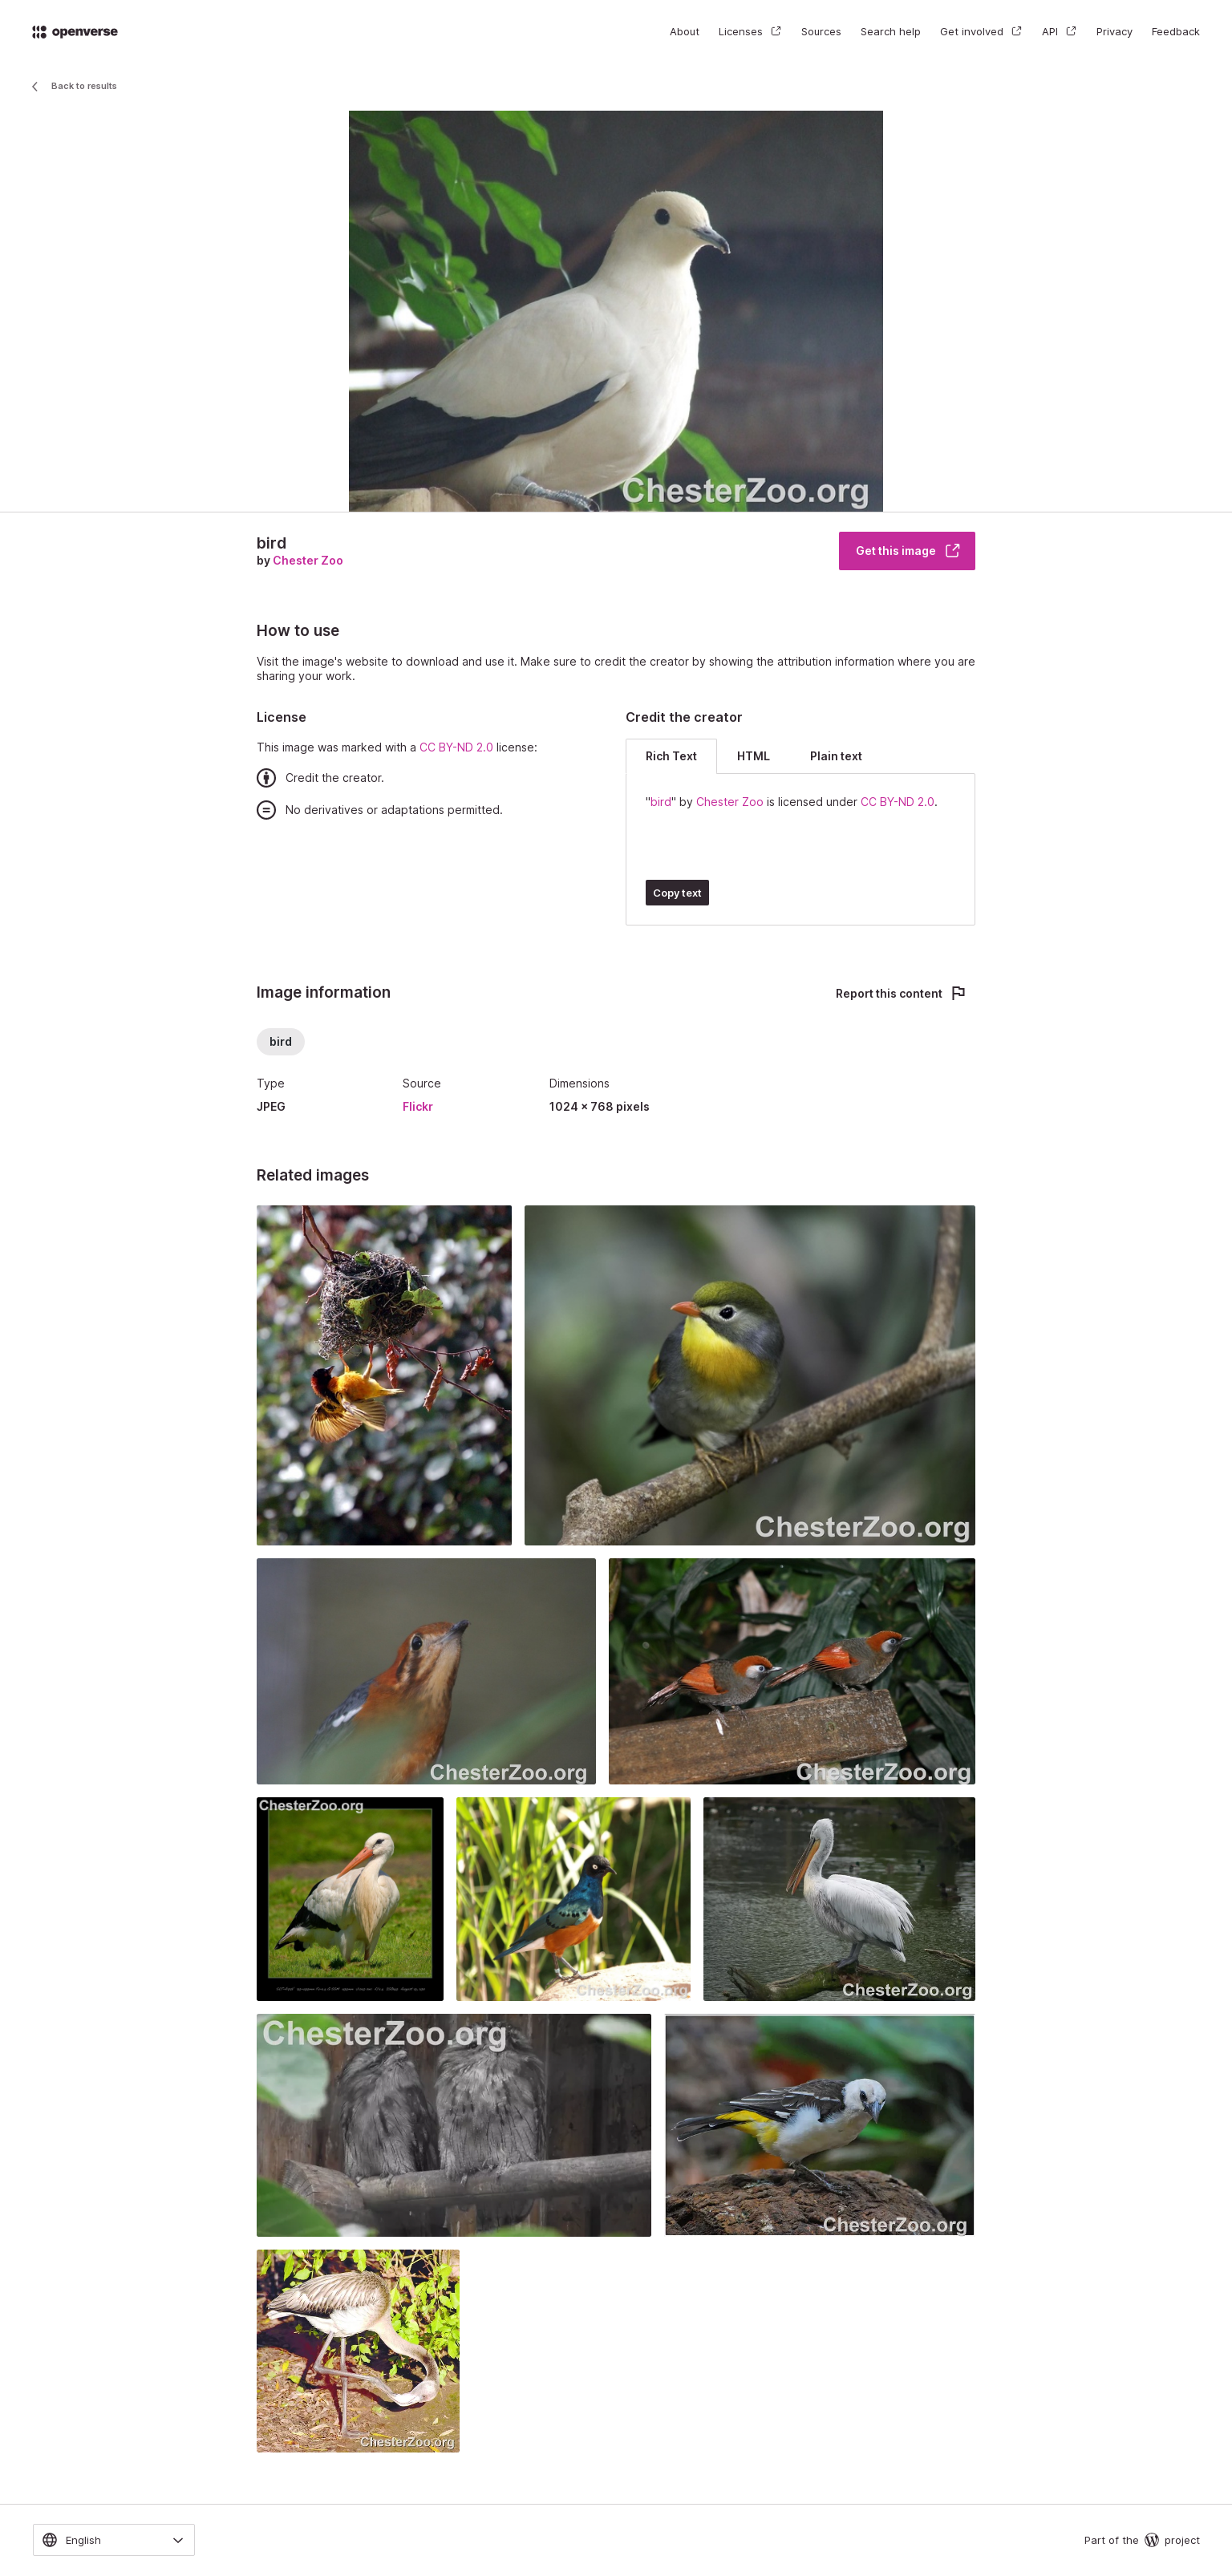 openverse
About
Licenses
Sources
Search help
Get involved
API
Privacy
Feedback
Back to results
ChesterZoo.org
bird
by Chester Zoo
Get this image
How to use
Visit the image's website to download and use it. Make sure to credit the creator by showing the attribution information where you are
sharing your work.
License
This image was marked with a CC BY-ND 2.0 license:
Credit the creator.
No derivatives or adaptations permitted.
Credit the creator
Rich Text
HTML
Plain text
"bird" by Chester Zoo is licensed under CC BY-ND 2.0.
Copy text
Image information
Report this content
bird
Type
JPEG
Source
Flickr
Dimensions
1024 × 768 pixels
Related images
ChesterZoo.org
ChesterZoo.org
ChesterZoo.org
ChesterZoo.org
ChesterZoo.org
ChesterZoo.org
ChesterZoo.org
ChesterZoo.org
ChesterZoo.org
English
Part of the project